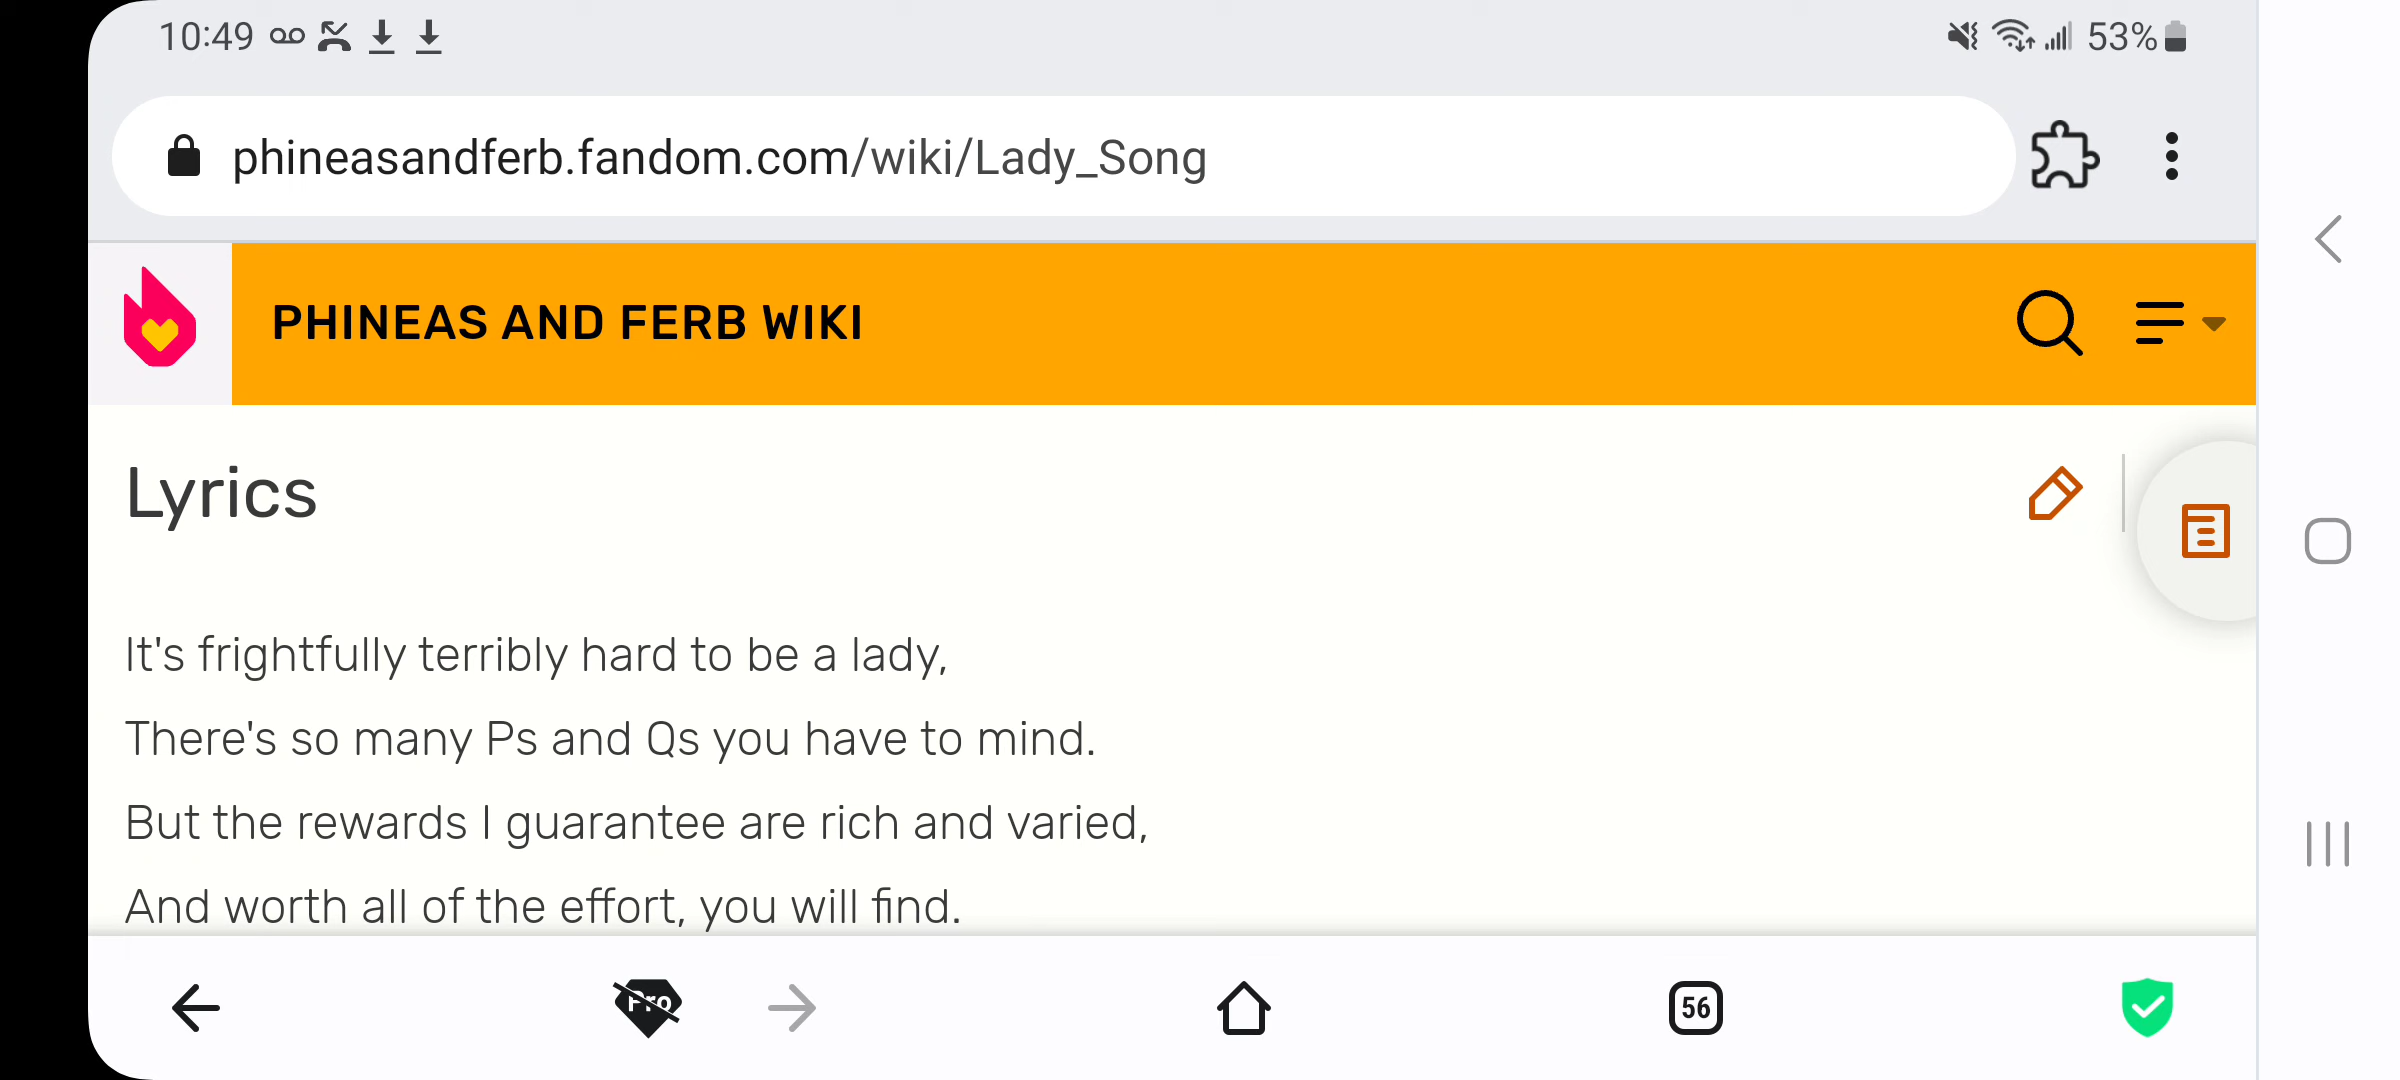 10:49
53%
phineasandferb.fandom.com/wiki/Lady_Song
PHINEAS AND FERB WIKI
Lyrics
It's frightfully terribly hard to be a lady,
There's so many Ps and Qs you have to mind.
But the rewards I guarantee are rich and varied,
And worth all of the effort, you will find.
Pro
56